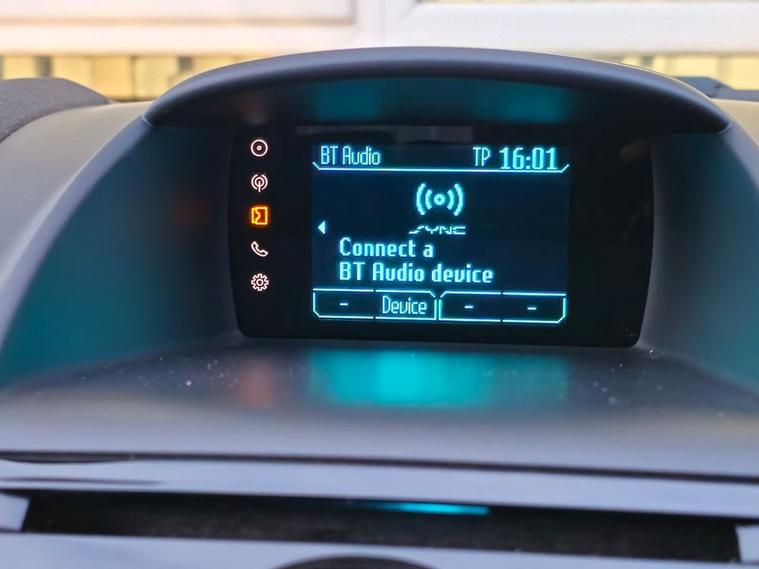 BT Audio TP 16:01
SYNC
Connect a
BT Audio device
- Device - -